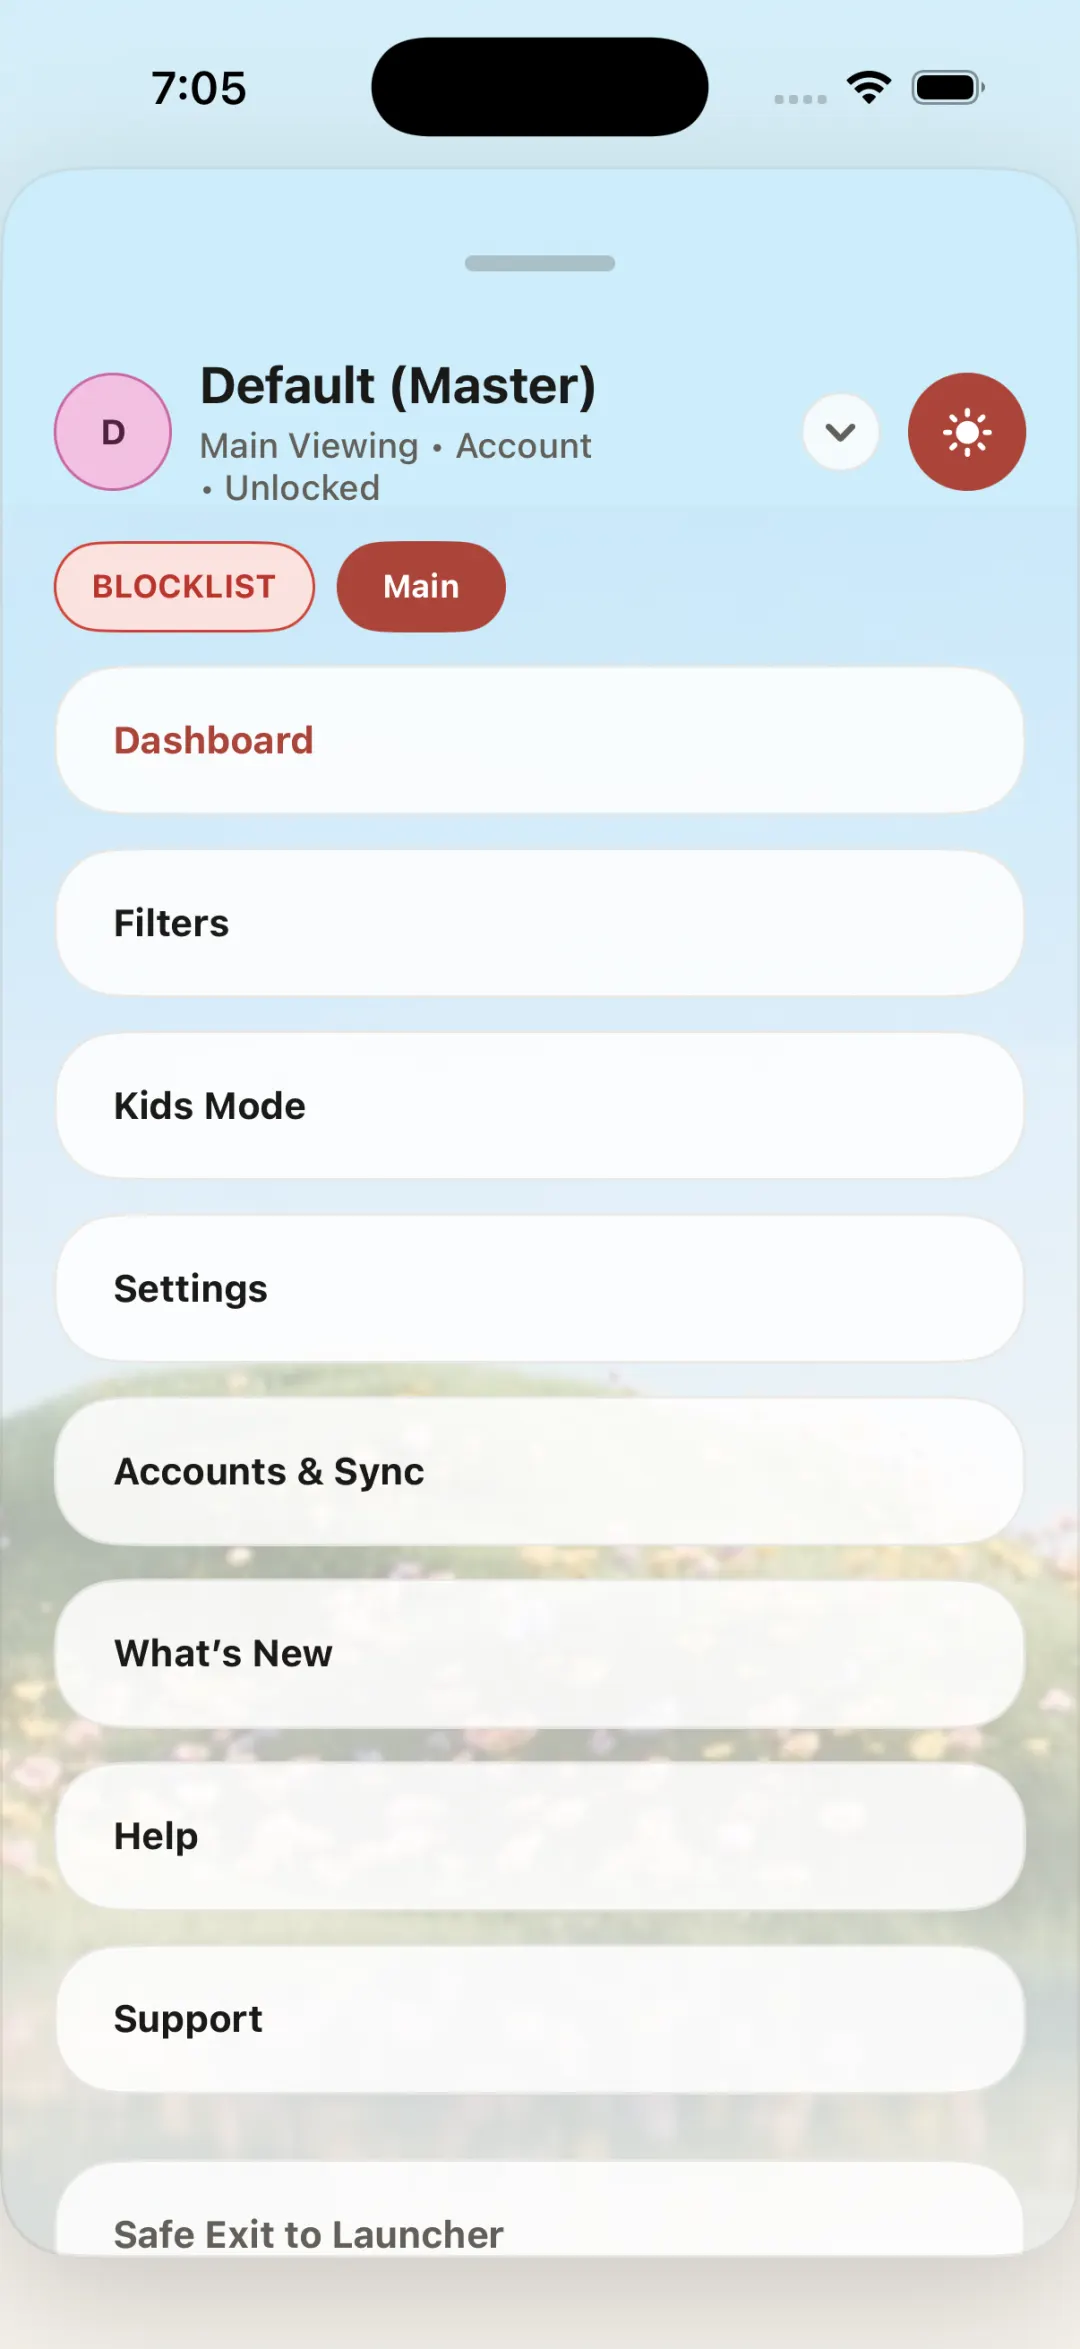 7:05
D
Default (Master)
Main Viewing • Account
• Unlocked
BLOCKLIST
Main
Dashboard
Filters
Kids Mode
Settings
Accounts & Sync
What’s New
Help
Support
Safe Exit to Launcher